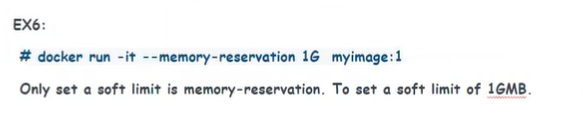 EX6:
# docker run -it --memory-reservation 1G myimage:1
Only set a soft limit is memory-reservation. To set a soft limit of 1GMB.